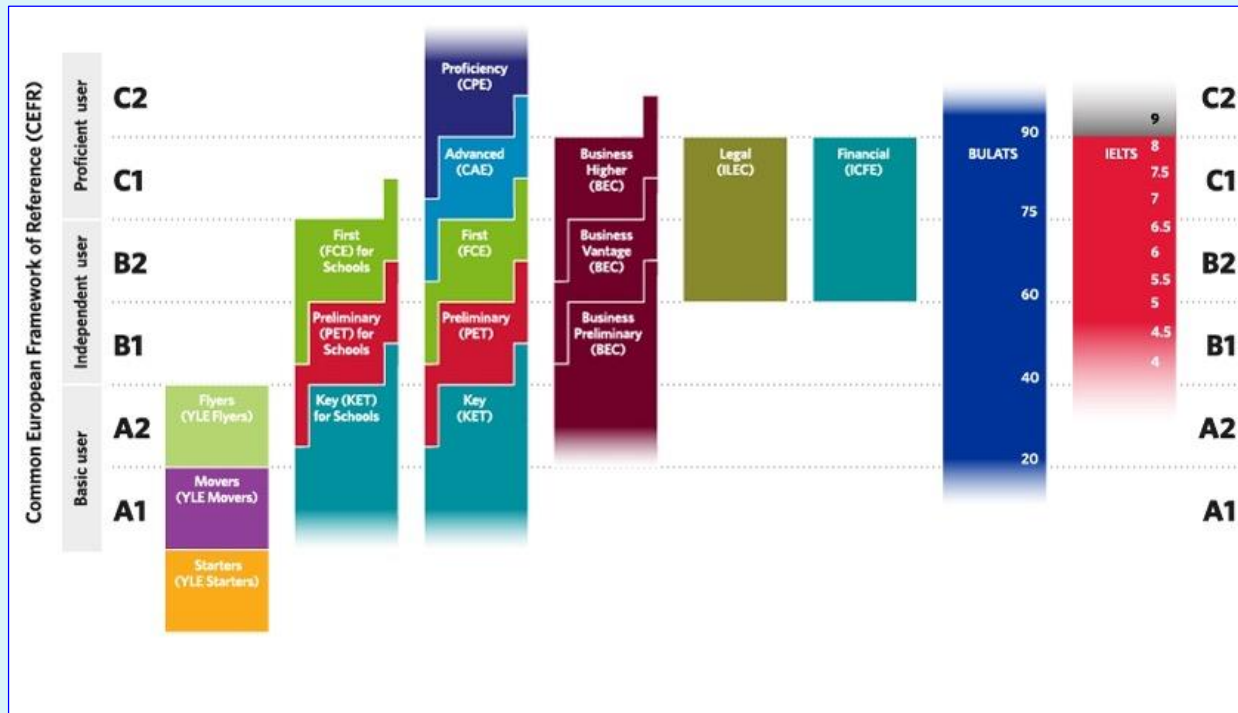 Common European Framework of Reference (CEFR)
Proficient user
Independent user
Basic user
C2
C1
B2
B1
A2
A1
Flyers
(YLE Flyers)
Movers
(YLE Movers)
Starters
(YLE Starters)
First
(FCE) for
Schools
Preliminary
(PET) for
Schools
Key (KET)
for Schools
Proficiency
(CPE)
Advanced
(CAE)
First
(FCE)
Preliminary
(PET)
Key
(KET)
Business
Higher
(BEC)
Business
Vantage
(BEC)
Business
Preliminary
(BEC)
Legal
(ILEC)
Financial
(ICFE)
BULATS
90
75
60
40
20
IELTS
9
8
7.5
7
6.5
6
5.5
5
4.5
4
C2
C1
B2
B1
A2
A1